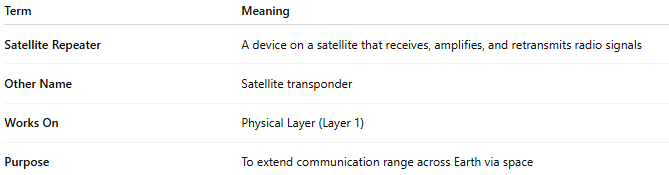 Term Meaning
Satellite Repeater A device on a satellite that receives, amplifies, and retransmits radio signals
Other Name Satellite transponder
Works On Physical Layer (Layer 1)
Purpose To extend communication range across Earth via space